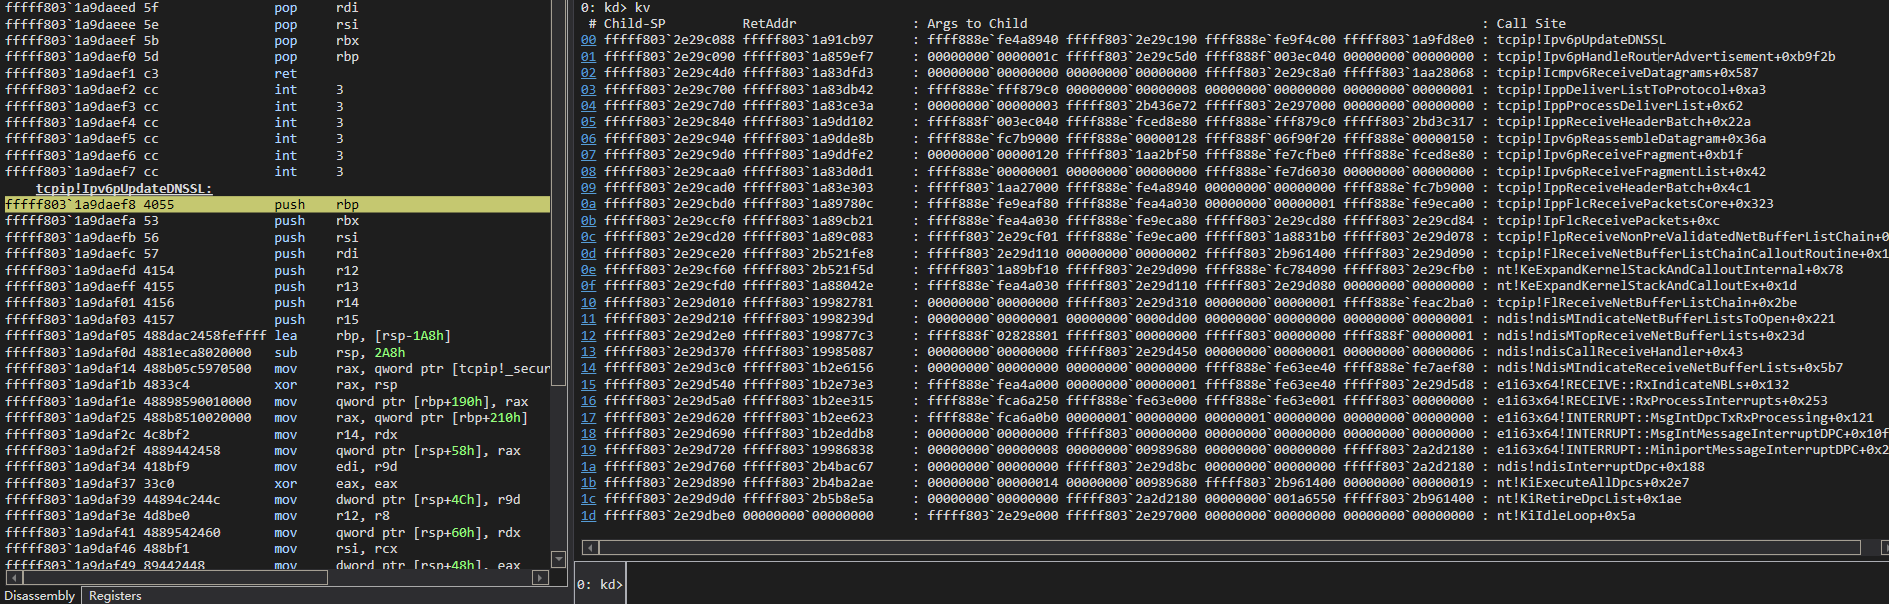 fffff803`1a9daeed 5f pop rdi
fffff803`1a9daeee 5e pop rsi
fffff803`1a9daeef 5b pop rbx
fffff803`1a9daef0 5d pop rbp
fffff803`1a9daef1 c3 ret
fffff803`1a9daef2 cc int 3
fffff803`1a9daef3 cc int 3
fffff803`1a9daef4 cc int 3
fffff803`1a9daef5 cc int 3
fffff803`1a9daef6 cc int 3
fffff803`1a9daef7 cc int 3
tcpip!Ipv6pUpdateDNSSL:
fffff803`1a9daef8 4055 push rbp
fffff803`1a9daefa 53 push rbx
fffff803`1a9daefb 56 push rsi
fffff803`1a9daefc 57 push rdi
fffff803`1a9daefd 4154 push r12
fffff803`1a9daeff 4155 push r13
fffff803`1a9daf01 4156 push r14
fffff803`1a9daf03 4157 push r15
fffff803`1a9daf05 488dac2458feffff lea rbp, [rsp-1A8h]
fffff803`1a9daf0d 4881eca8020000 sub rsp, 2A8h
fffff803`1a9daf14 488b05c5970500 mov rax, qword ptr [tcpip!_secur
fffff803`1a9daf1b 4833c4 xor rax, rsp
fffff803`1a9daf1e 48898590010000 mov qword ptr [rbp+190h], rax
fffff803`1a9daf25 488b8510020000 mov rax, qword ptr [rbp+210h]
fffff803`1a9daf2c 4c8bf2 mov r14, rdx
fffff803`1a9daf2f 4889442458 mov qword ptr [rsp+58h], rax
fffff803`1a9daf34 418bf9 mov edi, r9d
fffff803`1a9daf37 33c0 xor eax, eax
fffff803`1a9daf39 44894c244c mov dword ptr [rsp+4Ch], r9d
fffff803`1a9daf3e 4d8be0 mov r12, r8
fffff803`1a9daf41 4889542460 mov qword ptr [rsp+60h], rdx
fffff803`1a9daf46 488bf1 mov rsi, rcx
fffff803`1a9daf49 89442448 mov dword ptr [rsp+48h], eax
Disassembly Registers
0: kd> kv
# Child-SP RetAddr : Args to Child : Call Site
00 fffff803`2e29c088 fffff803`1a91cb97 : ffff888e`fe4a8940 fffff803`2e29c190 ffff888e`fe9f4c00 fffff803`1a9fd8e0 : tcpip!Ipv6pUpdateDNSSL
01 fffff803`2e29c090 fffff803`1a859ef7 : 00000000`0000001c fffff803`2e29c5d0 ffff888f`003ec040 00000000`00000000 : tcpip!Ipv6pHandleRouterAdvertisement+0xb9f2b
02 fffff803`2e29c4d0 fffff803`1a83dfd3 : 00000000`00000000 00000000`00000000 fffff803`2e29c8a0 fffff803`1aa28068 : tcpip!Icmpv6ReceiveDatagrams+0x587
03 fffff803`2e29c700 fffff803`1a83db42 : ffff888e`fff879c0 00000000`00000008 00000000`00000000 00000000`00000001 : tcpip!IppDeliverListToProtocol+0xa3
04 fffff803`2e29c7d0 fffff803`1a83ce3a : 00000000`00000003 fffff803`2b436e72 fffff803`2e297000 00000000`00000000 : tcpip!IppProcessDeliverList+0x62
05 fffff803`2e29c840 fffff803`1a9dd102 : ffff888f`003ec040 ffff888e`fced8e80 ffff888e`fff879c0 fffff803`2bd3c317 : tcpip!IppReceiveHeaderBatch+0x22a
06 fffff803`2e29c940 fffff803`1a9dde8b : ffff888e`fc7b9000 ffff888e`00000128 ffff888f`06f90f20 ffff888e`00000150 : tcpip!Ipv6pReassembleDatagram+0x36a
07 fffff803`2e29c9d0 fffff803`1a9ddfe2 : 00000000`00000120 fffff803`1aa2bf50 ffff888e`fe7cfbe0 ffff888e`fced8e80 : tcpip!Ipv6pReceiveFragment+0xb1f
08 fffff803`2e29caa0 fffff803`1a83d0d1 : 00000000`00000001 00000000`00000000 ffff888e`fe7d6030 00000000`00000000 : tcpip!Ipv6pReceiveFragmentList+0x42
09 fffff803`2e29cad0 fffff803`1a83e303 : fffff803`1aa27000 ffff888e`fe4a8940 00000000`00000000 ffff888e`fc7b9000 : tcpip!IppReceiveHeaderBatch+0x4c1
0a fffff803`2e29cbd0 fffff803`1a89780c : ffff888e`fe9eaf80 ffff888e`fea4a030 00000000`00000001 ffff888e`fe9eca00 : tcpip!IppFlcReceivePacketsCore+0x323
0b fffff803`2e29ccf0 fffff803`1a89cb21 : ffff888e`fea4a030 ffff888e`fe9eca80 fffff803`2e29cd80 fffff803`2e29cd84 : tcpip!IpFlcReceivePackets+0xc
0c fffff803`2e29cd20 fffff803`1a89c083 : fffff803`2e29cf01 ffff888e`fe9eca00 fffff803`1a8831b0 fffff803`2e29d078 : tcpip!FlpReceiveNonPreValidatedNetBufferListChain+0
0d fffff803`2e29ce20 fffff803`2b521fe8 : fffff803`2e29d110 00000000`00000002 fffff803`2b961400 fffff803`2e29d090 : tcpip!FlReceiveNetBufferListChainCalloutRoutine+0x1
0e fffff803`2e29cf60 fffff803`2b521f5d : fffff803`1a89bf10 fffff803`2e29d090 ffff888e`fc784090 fffff803`2e29cfb0 : nt!KeExpandKernelStackAndCalloutInternal+0x78
0f fffff803`2e29cfd0 fffff803`1a88042e : ffff888e`fea4a030 fffff803`2e29d110 fffff803`2e29d080 00000000`00000000 : nt!KeExpandKernelStackAndCalloutEx+0x1d
10 fffff803`2e29d010 fffff803`19982781 : 00000000`00000000 fffff803`2e29d310 00000000`00000001 ffff888e`feac2ba0 : tcpip!FlReceiveNetBufferListChain+0x2be
11 fffff803`2e29d210 fffff803`1998239d : 00000000`00000001 00000000`0000dd00 00000000`00000000 00000000`00000001 : ndis!ndisMIndicateNetBufferListsToOpen+0x221
12 fffff803`2e29d2e0 fffff803`199877c3 : ffff888f`02828801 00000000`00000000 fffff803`00000000 00000000`00000001 : ndis!ndisMTopReceiveNetBufferLists+0x23d
13 fffff803`2e29d370 fffff803`19985087 : 00000000`00000000 fffff803`2e29d450 00000000`00000001 00000000`00000006 : ndis!ndisCallReceiveHandler+0x43
14 fffff803`2e29d3c0 fffff803`1b2e6156 : 00000000`00000000 00000000`00000000 ffff888e`fe63ee40 ffff888e`fe7aef80 : ndis!NdisMIndicateReceiveNetBufferLists+0x5b7
15 fffff803`2e29d540 fffff803`1b2e73e3 : ffff888e`fea4a000 00000000`00000001 ffff888e`fe63ee40 fffff803`2e29d5d8 : e1i63x64!RECEIVE::RxIndicateNBLs+0x132
16 fffff803`2e29d5a0 fffff803`1b2ee315 : ffff888e`fca6a250 ffff888e`fe63e000 ffff888e`fe63e001 fffff803`00000000 : e1i63x64!RECEIVE::RxProcessInterrupts+0x253
17 fffff803`2e29d620 fffff803`1b2ee623 : ffff888e`fca6a0b0 00000001`00000000 00000001`00000000 00000000`00000000 : e1i63x64!INTERRUPT::MsgIntDpcTxRxProcessing+0x121
18 fffff803`2e29d690 fffff803`1b2eddb8 : 00000000`00000000 fffff803`00000000 00000000`00000000 00000000`00000000 : e1i63x64!INTERRUPT::MsgIntMessageInterruptDPC+0x10f
19 fffff803`2e29d720 fffff803`19986838 : 00000000`00000008 00000000`00989680 00000000`00000000 fffff803`2a2d2180 : e1i63x64!INTERRUPT::MiniportMessageInterruptDPC+0x2
1a fffff803`2e29d760 fffff803`2b4bac67 : 00000000`00000000 fffff803`2e29d8bc 00000000`00000000 fffff803`2a2d2180 : ndis!ndisInterruptDpc+0x188
1b fffff803`2e29d890 fffff803`2b4ba2ae : 00000000`00000014 00000000`00989680 fffff803`2b961400 00000000`00000019 : nt!KiExecuteAllDpcs+0x2e7
1c fffff803`2e29d9d0 fffff803`2b5b8e5a : 00000000`00000000 fffff803`2a2d2180 00000000`001a6550 fffff803`2b961400 : nt!KiRetireDpcList+0x1ae
1d fffff803`2e29dbe0 00000000`00000000 : fffff803`2e29e000 fffff803`2e297000 00000000`00000000 00000000`00000000 : nt!KiIdleLoop+0x5a
0: kd>